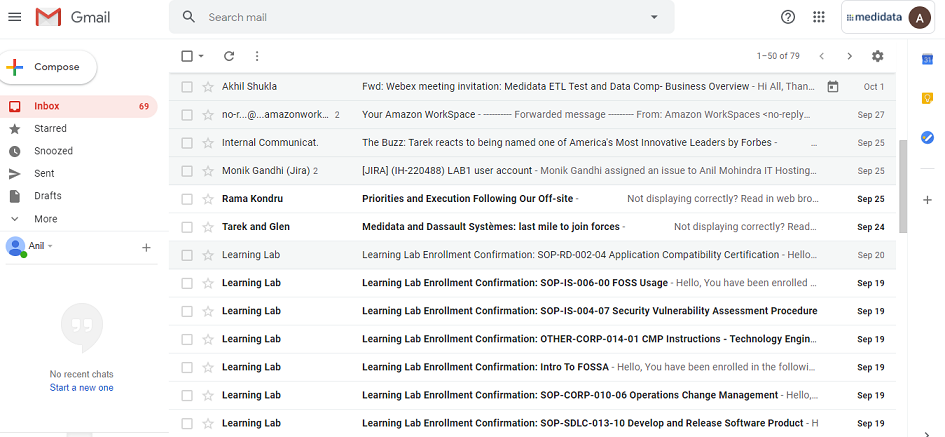 Gmail
Search mail
medidata
A
1–50 of 79
Compose
Inbox 69
Starred
Snoozed
Sent
Drafts
More
Anil
No recent chats
Start a new one
Akhil Shukla Fwd: Webex meeting invitation: Medidata ETL Test and Data Comp- Business Overview - Hi All, Than... Oct 1
no-r...@...amazonwork... 2 Your Amazon WorkSpace - ---------- Forwarded message --------- From: Amazon WorkSpaces <no-reply... Sep 27
Internal Communicat. The Buzz: Tarek reacts to being named one of America's Most Innovative Leaders by Forbes - ... Sep 25
Monik Gandhi (Jira) 2 [JIRA] (IH-220488) LAB1 user account - Monik Gandhi assigned an issue to Anil Mohindra IT Hosting... Sep 25
Rama Kondru Priorities and Execution Following Our Off-site - Not displaying correctly? Read in web bro... Sep 25
Tarek and Glen Medidata and Dassault Systèmes: last mile to join forces - Not displaying correctly? Read... Sep 24
Learning Lab Learning Lab Enrollment Confirmation: SOP-RD-002-04 Application Compatibility Certification - Hello... Sep 20
Learning Lab Learning Lab Enrollment Confirmation: SOP-IS-006-00 FOSS Usage - Hello, You have been enrolled ... Sep 19
Learning Lab Learning Lab Enrollment Confirmation: SOP-IS-004-07 Security Vulnerability Assessment Procedure Sep 19
Learning Lab Learning Lab Enrollment Confirmation: OTHER-CORP-014-01 CMP Instructions - Technology Engin... Sep 19
Learning Lab Learning Lab Enrollment Confirmation: Intro To FOSSA - Hello, You have been enrolled in the followi... Sep 19
Learning Lab Learning Lab Enrollment Confirmation: SOP-CORP-010-06 Operations Change Management - Hello,... Sep 19
Learning Lab Learning Lab Enrollment Confirmation: SOP-SDLC-013-10 Develop and Release Software Product - H Sep 19